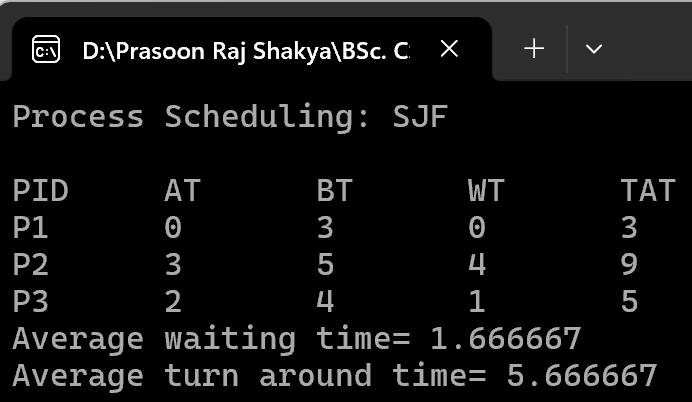 D:\Prasoon Raj Shakya\BSc. C
Process Scheduling: SJF
PID AT BT WT TAT
P1 0 3 0 3
P2 3 5 4 9
P3 2 4 1 5
Average waiting time= 1.666667
Average turn around time= 5.666667